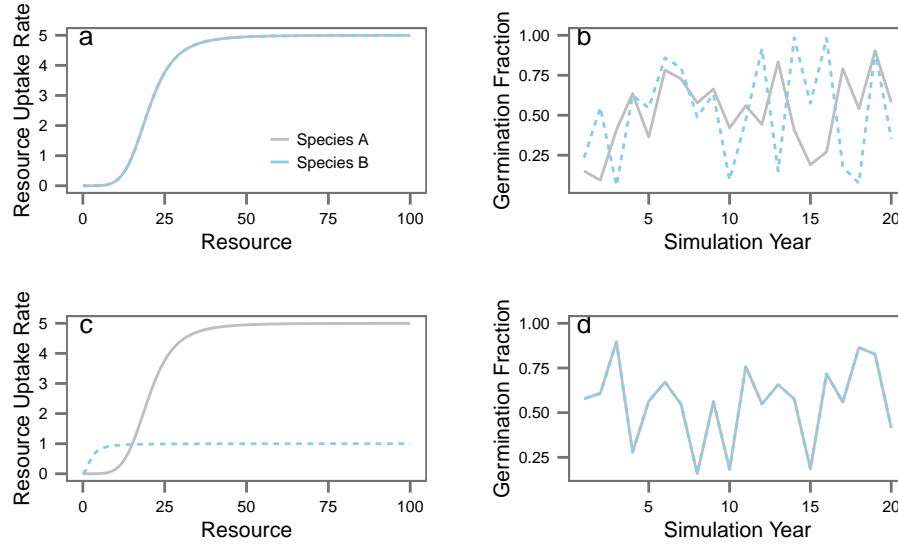 a
Resource Uptake Rate
5
4
3
2
1
0
Species A
Species B
0
25
50
75
100
Resource
b
Germination Fraction
1.00
0.75
0.50
0.25
5
10
15
20
Simulation Year
c
Resource Uptake Rate
5
4
3
2
1
0
0
25
50
75
100
Resource
d
Germination Fraction
1.00
0.75
0.50
0.25
5
10
15
20
Simulation Year